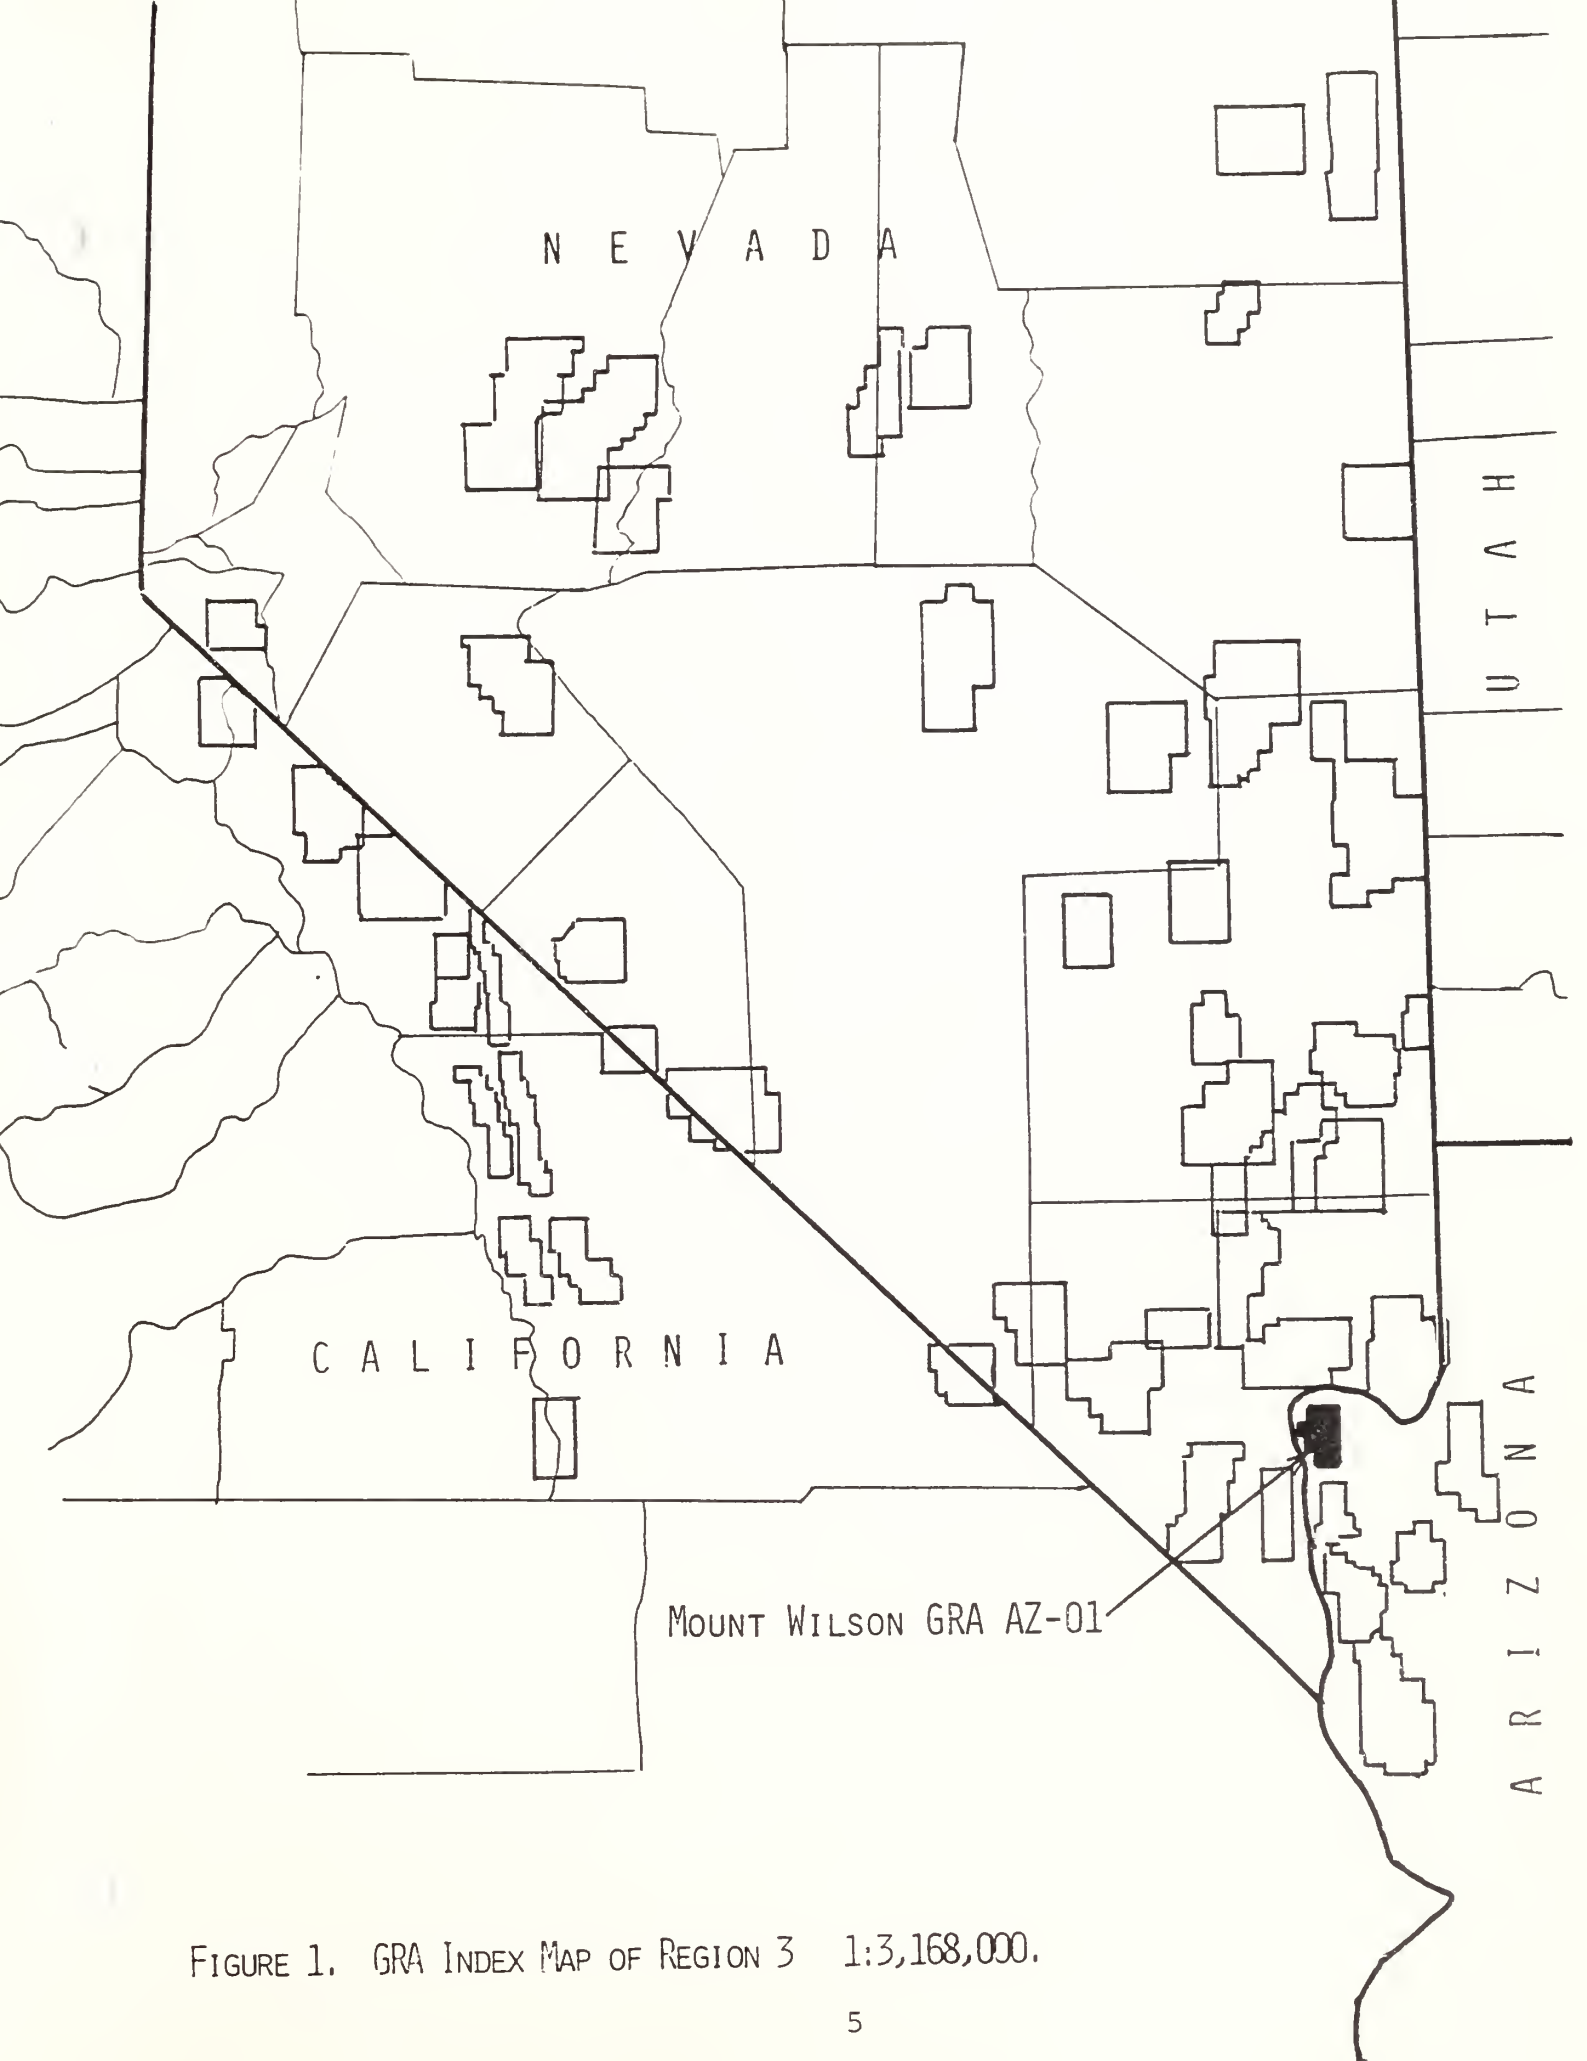 N E V A D A
U T A H
C A L I F O R N I A
A R I Z O N A
MOUNT WILSON GRA AZ-01
FIGURE 1. GRA INDEX MAP OF REGION 3 1:3,168,000.
5